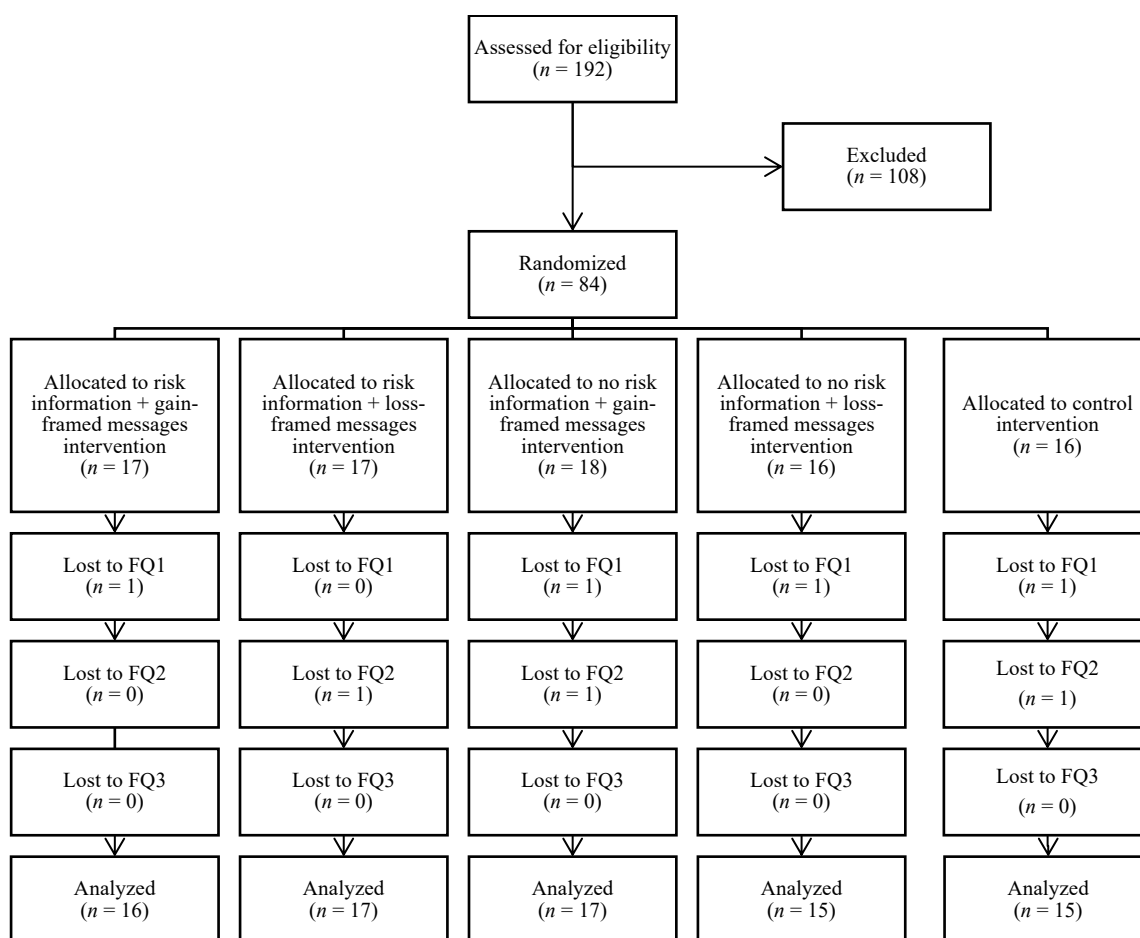 Assessed for eligibility
(n = 192)
Excluded
(n = 108)
Randomized
(n = 84)
Allocated to risk
information + gain-
framed messages
intervention
(n = 17)
Allocated to risk
information + loss-
framed messages
intervention
(n = 17)
Allocated to no risk
information + gain-
framed messages
intervention
(n = 18)
Allocated to no risk
information + loss-
framed messages
intervention
(n = 16)
Allocated to control
intervention
(n = 16)
Lost to FQ1
(n = 1)
Lost to FQ1
(n = 0)
Lost to FQ1
(n = 1)
Lost to FQ1
(n = 1)
Lost to FQ1
(n = 1)
Lost to FQ2
(n = 0)
Lost to FQ2
(n = 1)
Lost to FQ2
(n = 1)
Lost to FQ2
(n = 0)
Lost to FQ2
(n = 1)
Lost to FQ3
(n = 0)
Lost to FQ3
(n = 0)
Lost to FQ3
(n = 0)
Lost to FQ3
(n = 0)
Lost to FQ3
(n = 0)
Analyzed
(n = 16)
Analyzed
(n = 17)
Analyzed
(n = 17)
Analyzed
(n = 15)
Analyzed
(n = 15)